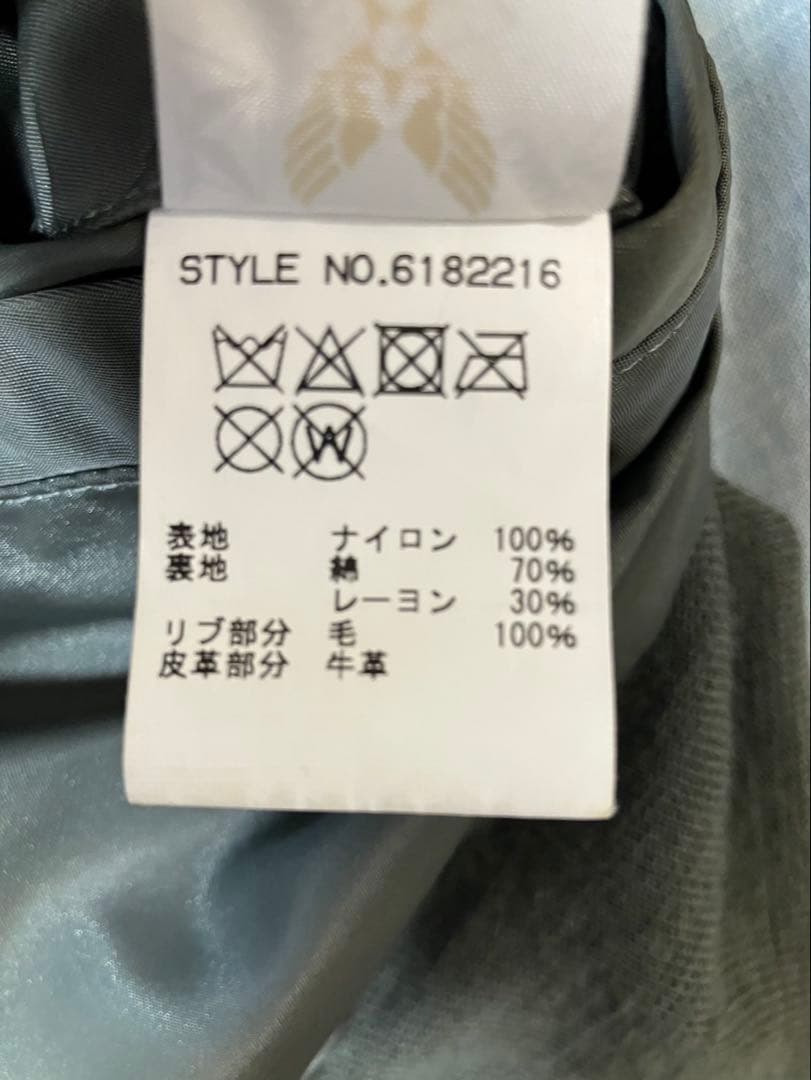 STYLE NO.6182216
W
表地 ナイロン 100%
裏地 綿 70%
レーヨン 30%
リブ部分 毛 100%
皮革部分 牛革